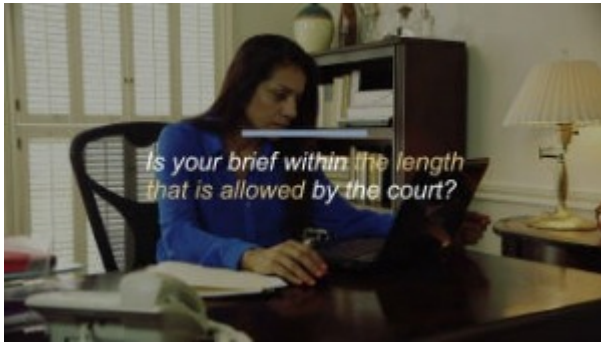 Is your brief within the length
that is allowed by the court?